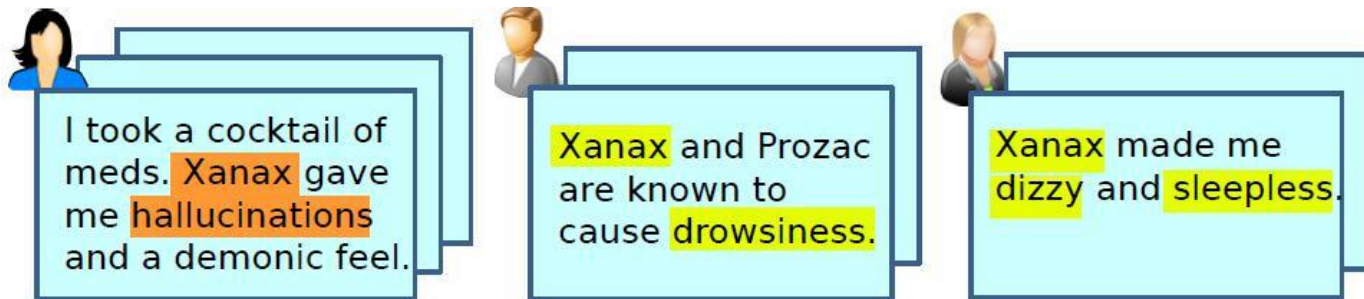 I took a cocktail of
meds. Xanax gave
me hallucinations
and a demonic feel.
Xanax and Prozac
are known to
cause drowsiness.
Xanax made me
dizzy and sleepless.